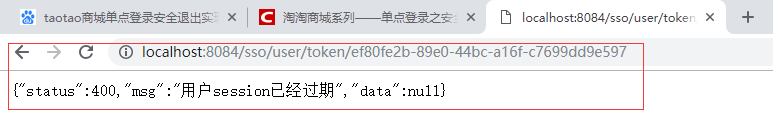 taotao商城单点登录安全退出实
淘淘商城系列——单点登录之安全
localhost:8084/sso/user/token
localhost:8084/sso/user/token/ef80fe2b-89e0-44bc-a16f-c7699dd9e597
{"status":400,"msg":"用户session已经过期","data":null}